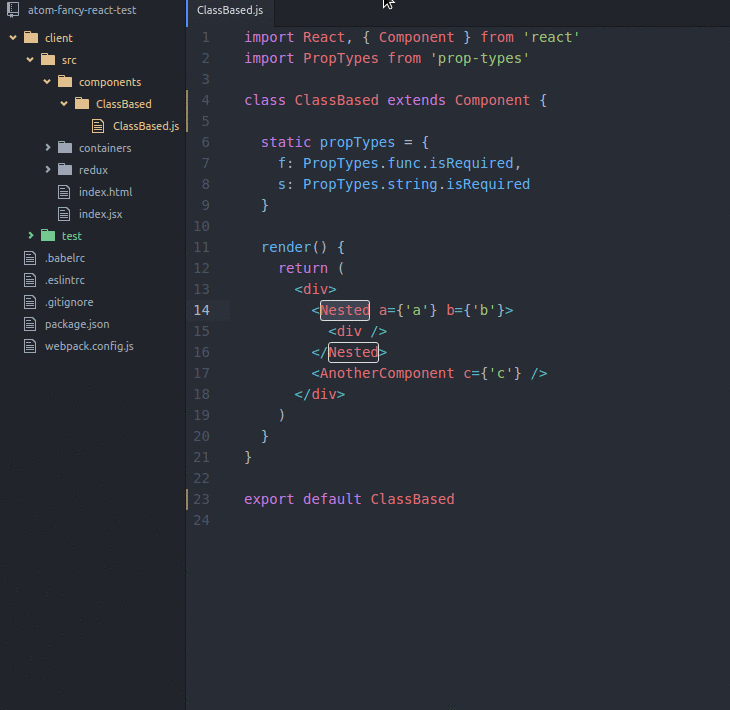 atom-fancy-react-test
client
src
components
ClassBased
ClassBased.js
containers
redux
index.html
index.jsx
test
.babelrc
.eslintrc
.gitignore
package.json
webpack.config.js
ClassBased.js
1 import React, { Component } from 'react'
2 import PropTypes from 'prop-types'
3
4 class ClassBased extends Component {
5
6   static propTypes = {
7     f: PropTypes.func.isRequired,
8     s: PropTypes.string.isRequired
9   }
10
11   render() {
12     return (
13       <div>
14         <Nested a={'a'} b={'b'}>
15           <div />
16         </Nested>
17         <AnotherComponent c={'c'} />
18       </div>
19     )
20   }
21 }
22
23 export default ClassBased
24